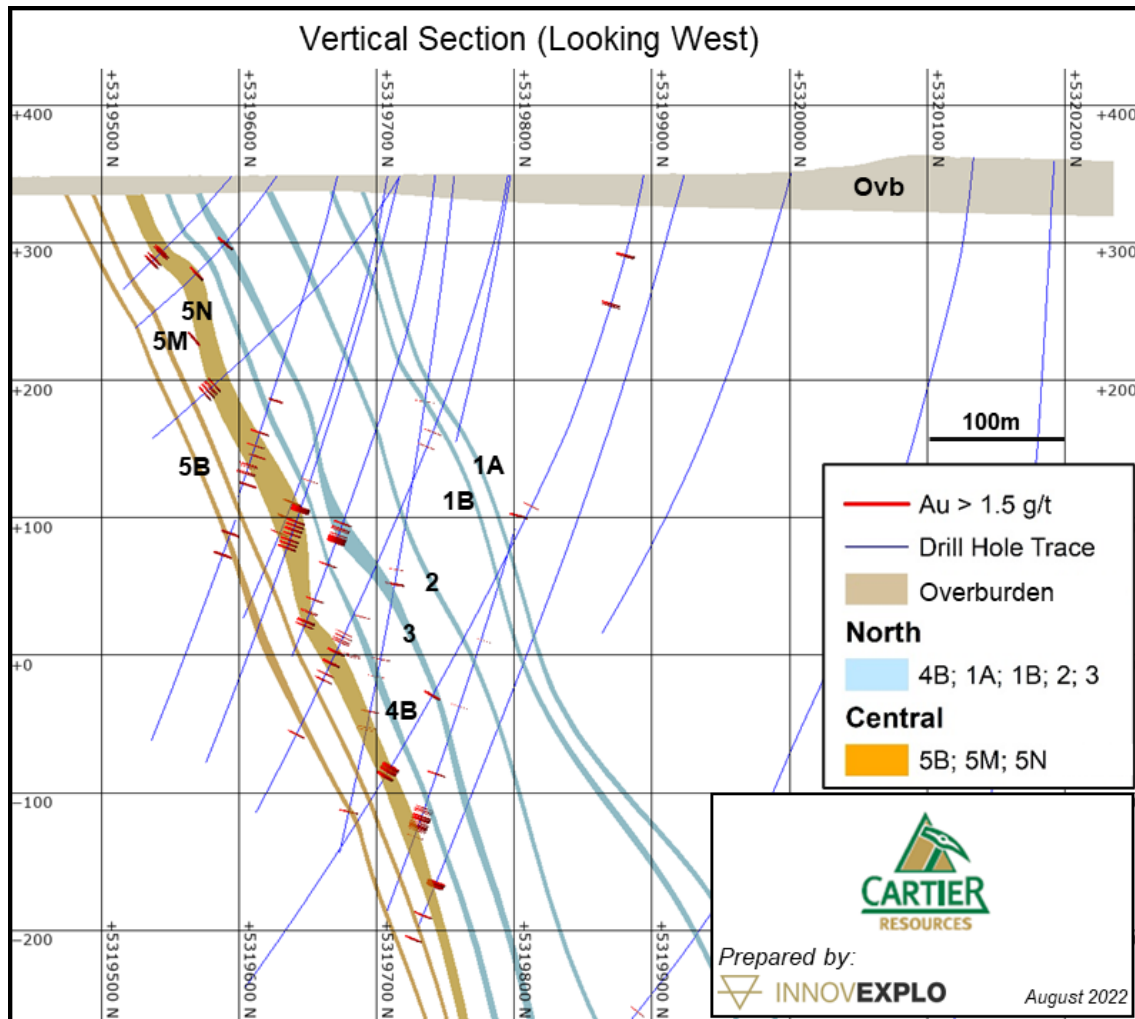 Vertical Section (Looking West)
+5319500 N
+5319600 N
+5319700 N
+5319800 N
+5319900 N
+5320000 N
+5320100 N
+5320200 N
+400
+400
Ovb
+300
+300
5N
5M
+200
+200
100m
5B
1A
1B
+100
2
3
+0
4B
−100
−200
Au > 1.5 g/t
Drill Hole Trace
Overburden
North
4B; 1A; 1B; 2; 3
Central
5B; 5M; 5N
CARTIER
RESOURCES
Prepared by:
INNOVEXPLO
August 2022
+5319500 N
+5319600 N
+5319700 N
+5319800 N
+5319900 N